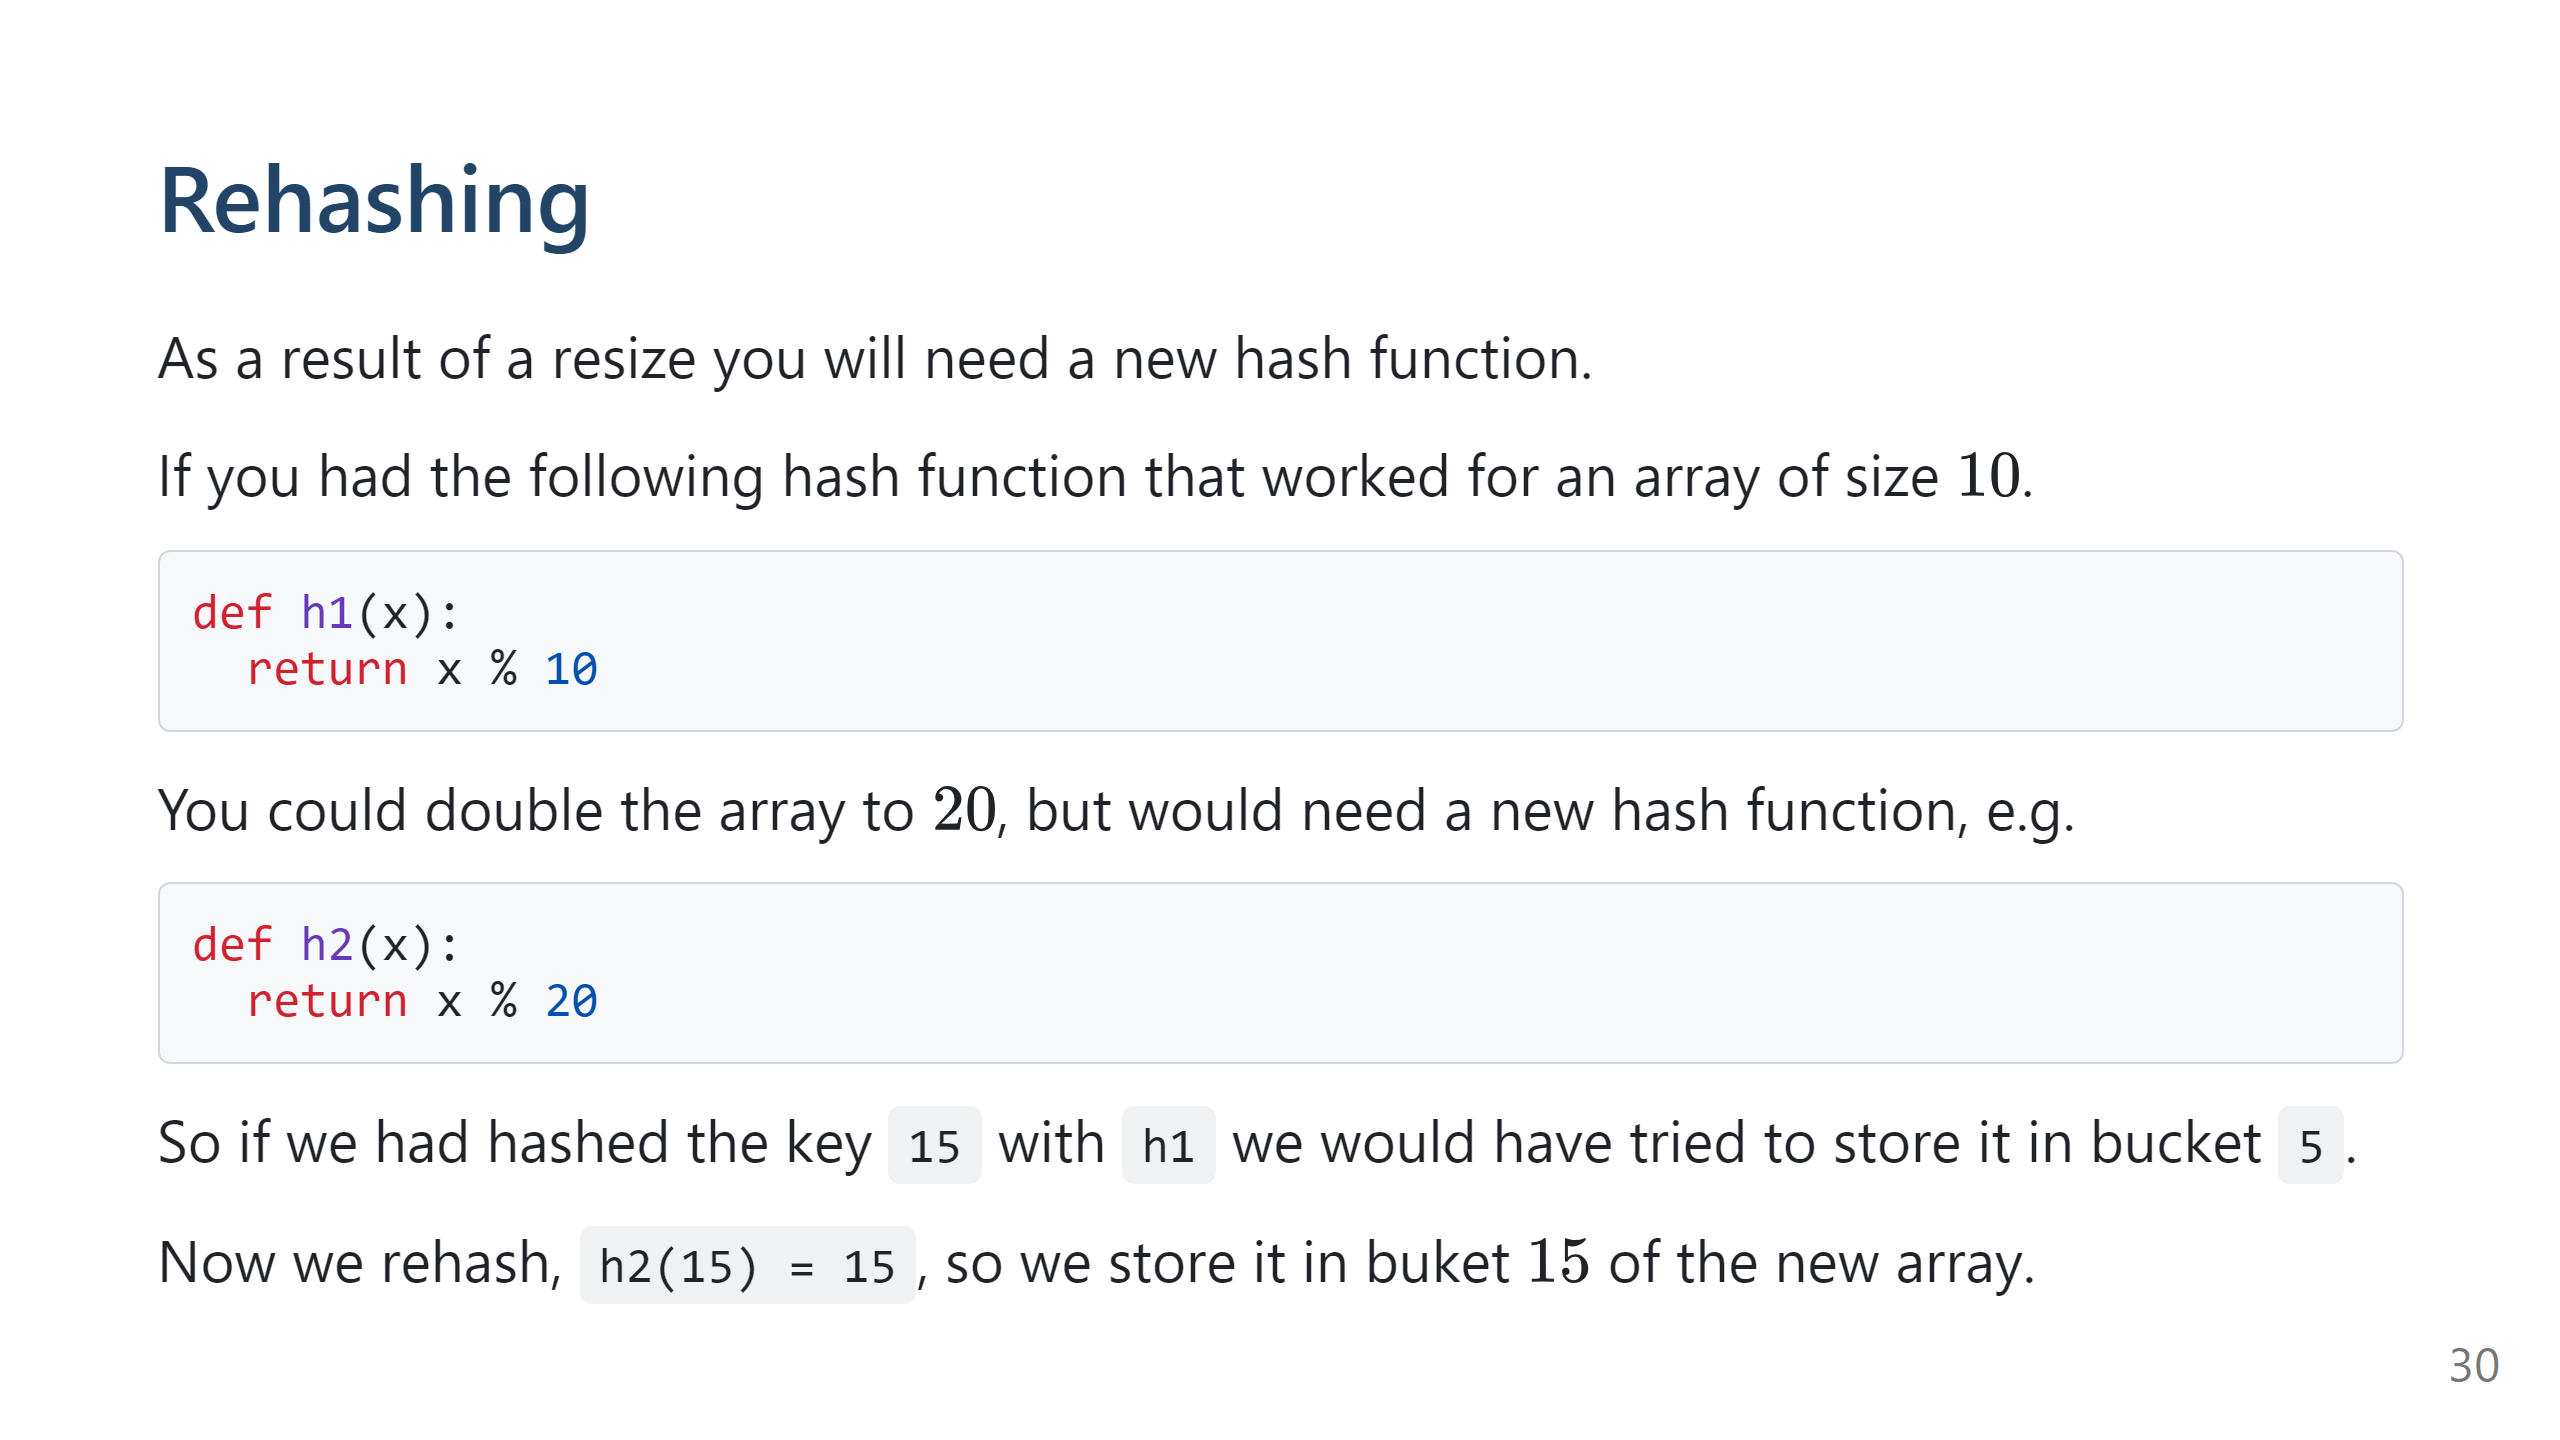 Rehashing
As a result of a resize you will need a new hash function.
If you had the following hash function that worked for an array of size 10.
def h1(x):
  return x % 10
You could double the array to 20, but would need a new hash function, e.g.
def h2(x):
  return x % 20
So if we had hashed the key 15 with h1 we would have tried to store it in bucket 5.
Now we rehash, h2(15) = 15, so we store it in buket 15 of the new array.
30